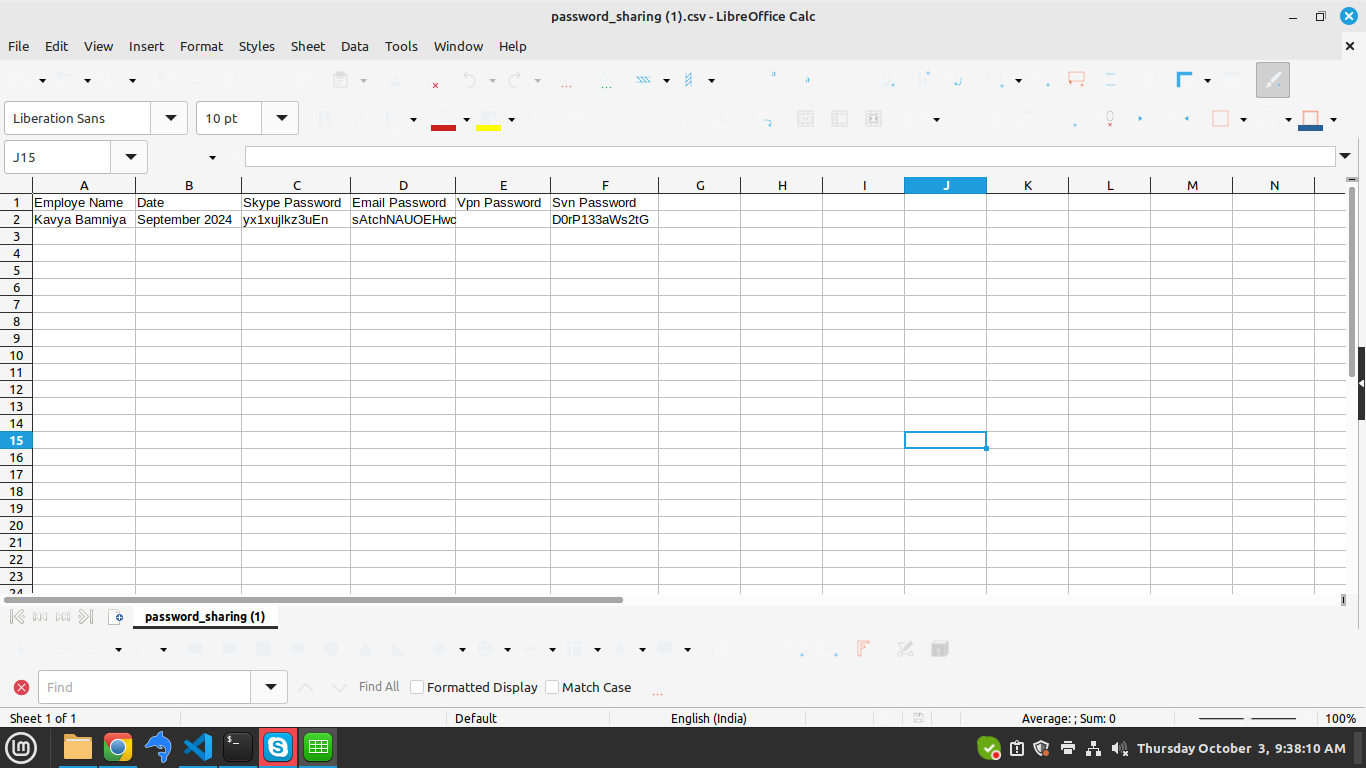 password_sharing (1).csv - LibreOffice Calc
File Edit View Insert Format Styles Sheet Data Tools Window Help
Liberation Sans 10 pt
J15
A B C D E F G H I J K L M N
1 Employe Name Date Skype Password Email Password Vpn Password Svn Password
2 Kavya Bamniya September 2024 yx1xujlkz3uEn sAtchNAUOEHwc D0rP133aWs2tG
3
4
5
6
7
8
9
10
11
12
13
14
15
16
17
18
19
20
21
22
23
24
password_sharing (1)
Find Find All Formatted Display Match Case
Sheet 1 of 1 Default English (India) Average: ; Sum: 0 100%
Thursday October 3, 9:38:10 AM